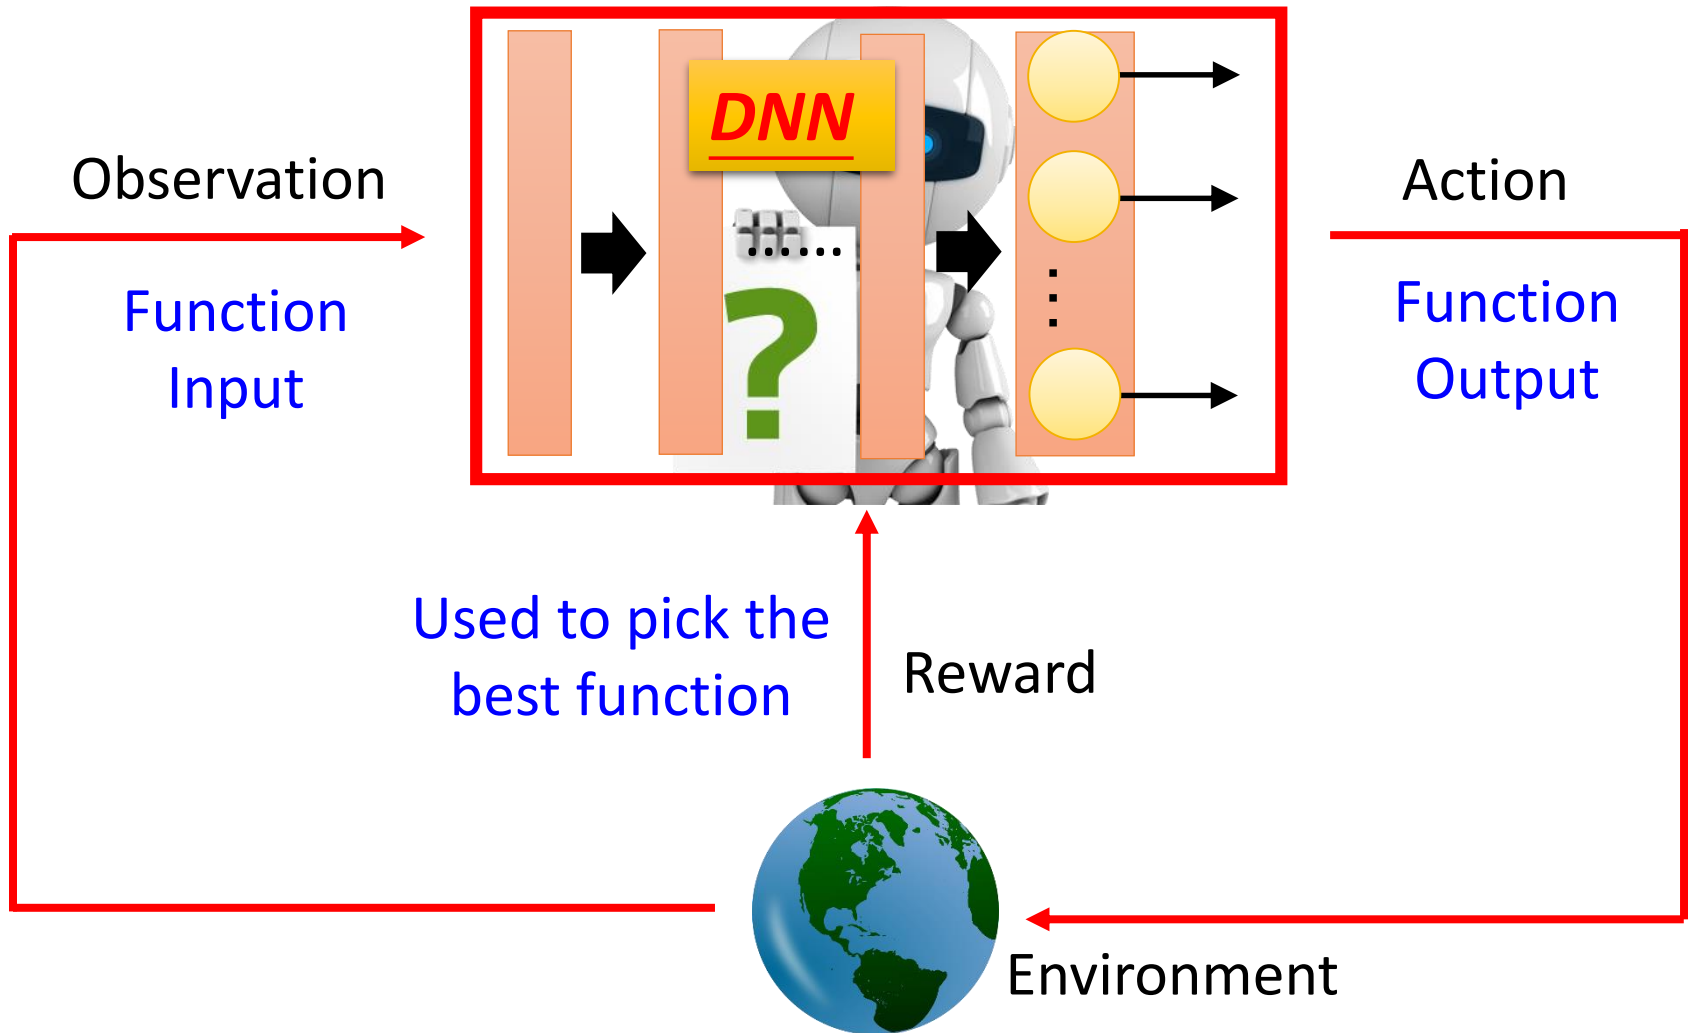 DNN
Observation
Action
Function
Input
......
?
Function
Output
Used to pick the
best function
Reward
Environment